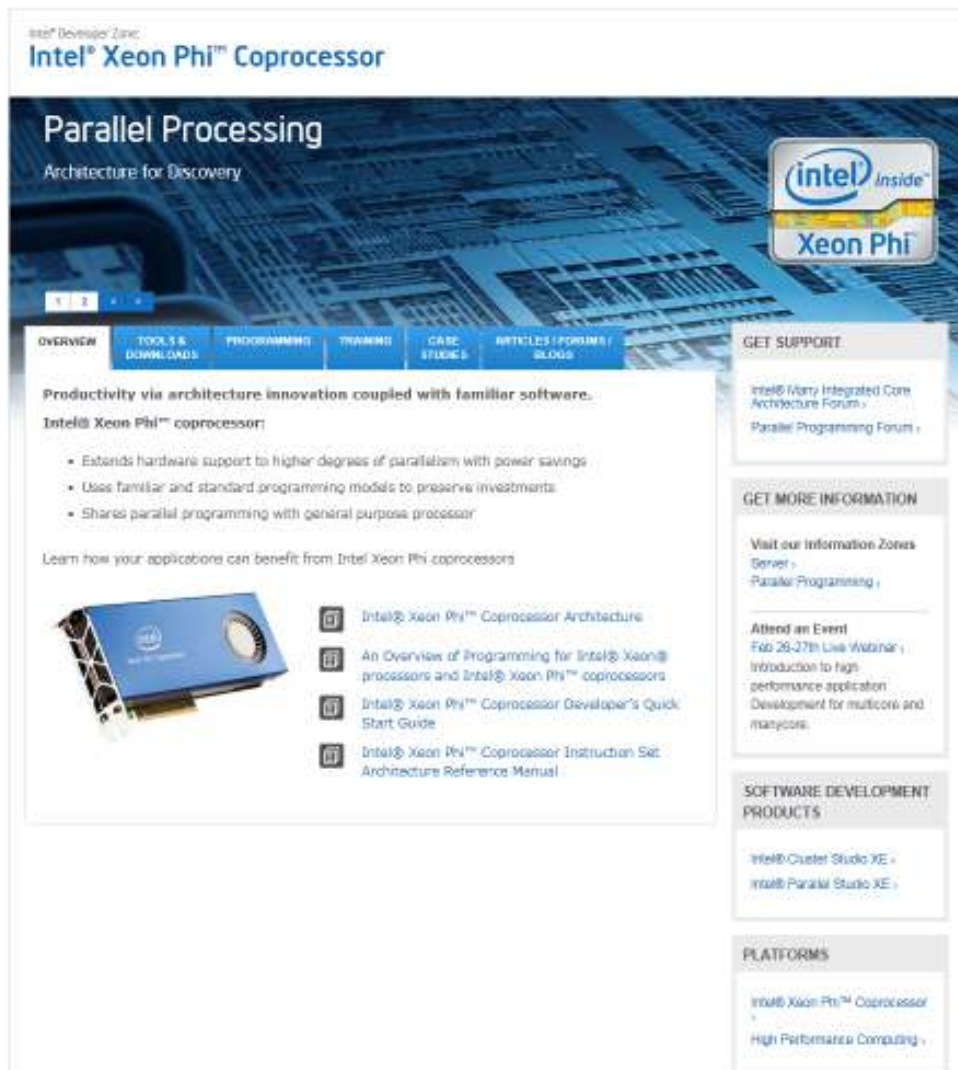 Intel® Developer Zone:
Intel® Xeon Phi™ Coprocessor
Parallel Processing
Architecture for Discovery
intel inside™
Xeon Phi™
1 2
OVERVIEW
TOOLS &
DOWNLOADS
PROGRAMMING
TRAINING
CASE
STUDIES
ARTICLES / FORUMS /
BLOGS
Productivity via architecture innovation coupled with familiar software.
Intel® Xeon Phi™ coprocessor:
• Extends hardware support to higher degrees of parallelism with power savings
• Uses familiar and standard programming models to preserve investments
• Shares parallel programming with general purpose processor
Learn how your applications can benefit from Intel Xeon Phi coprocessors
intel
Intel® Xeon Phi™ Coprocessor Architecture
An Overview of Programming for Intel® Xeon®
processors and Intel® Xeon Phi™ coprocessors
Intel® Xeon Phi™ Coprocessor Developer's Quick
Start Guide
Intel® Xeon Phi™ Coprocessor Instruction Set
Architecture Reference Manual
GET SUPPORT
Intel® Many Integrated Core
Architecture Forum ›
Parallel Programming Forum ›
GET MORE INFORMATION
Visit our Information Zones
Server ›
Parallel Programming ›
Attend an Event
Feb 26-27th Live Webinar ›
Introduction to high
performance application
Development for multicore and
manycore.
SOFTWARE DEVELOPMENT
PRODUCTS
Intel® Cluster Studio XE ›
Intel® Parallel Studio XE ›
PLATFORMS
Intel® Xeon Phi™ Coprocessor
›
High Performance Computing ›